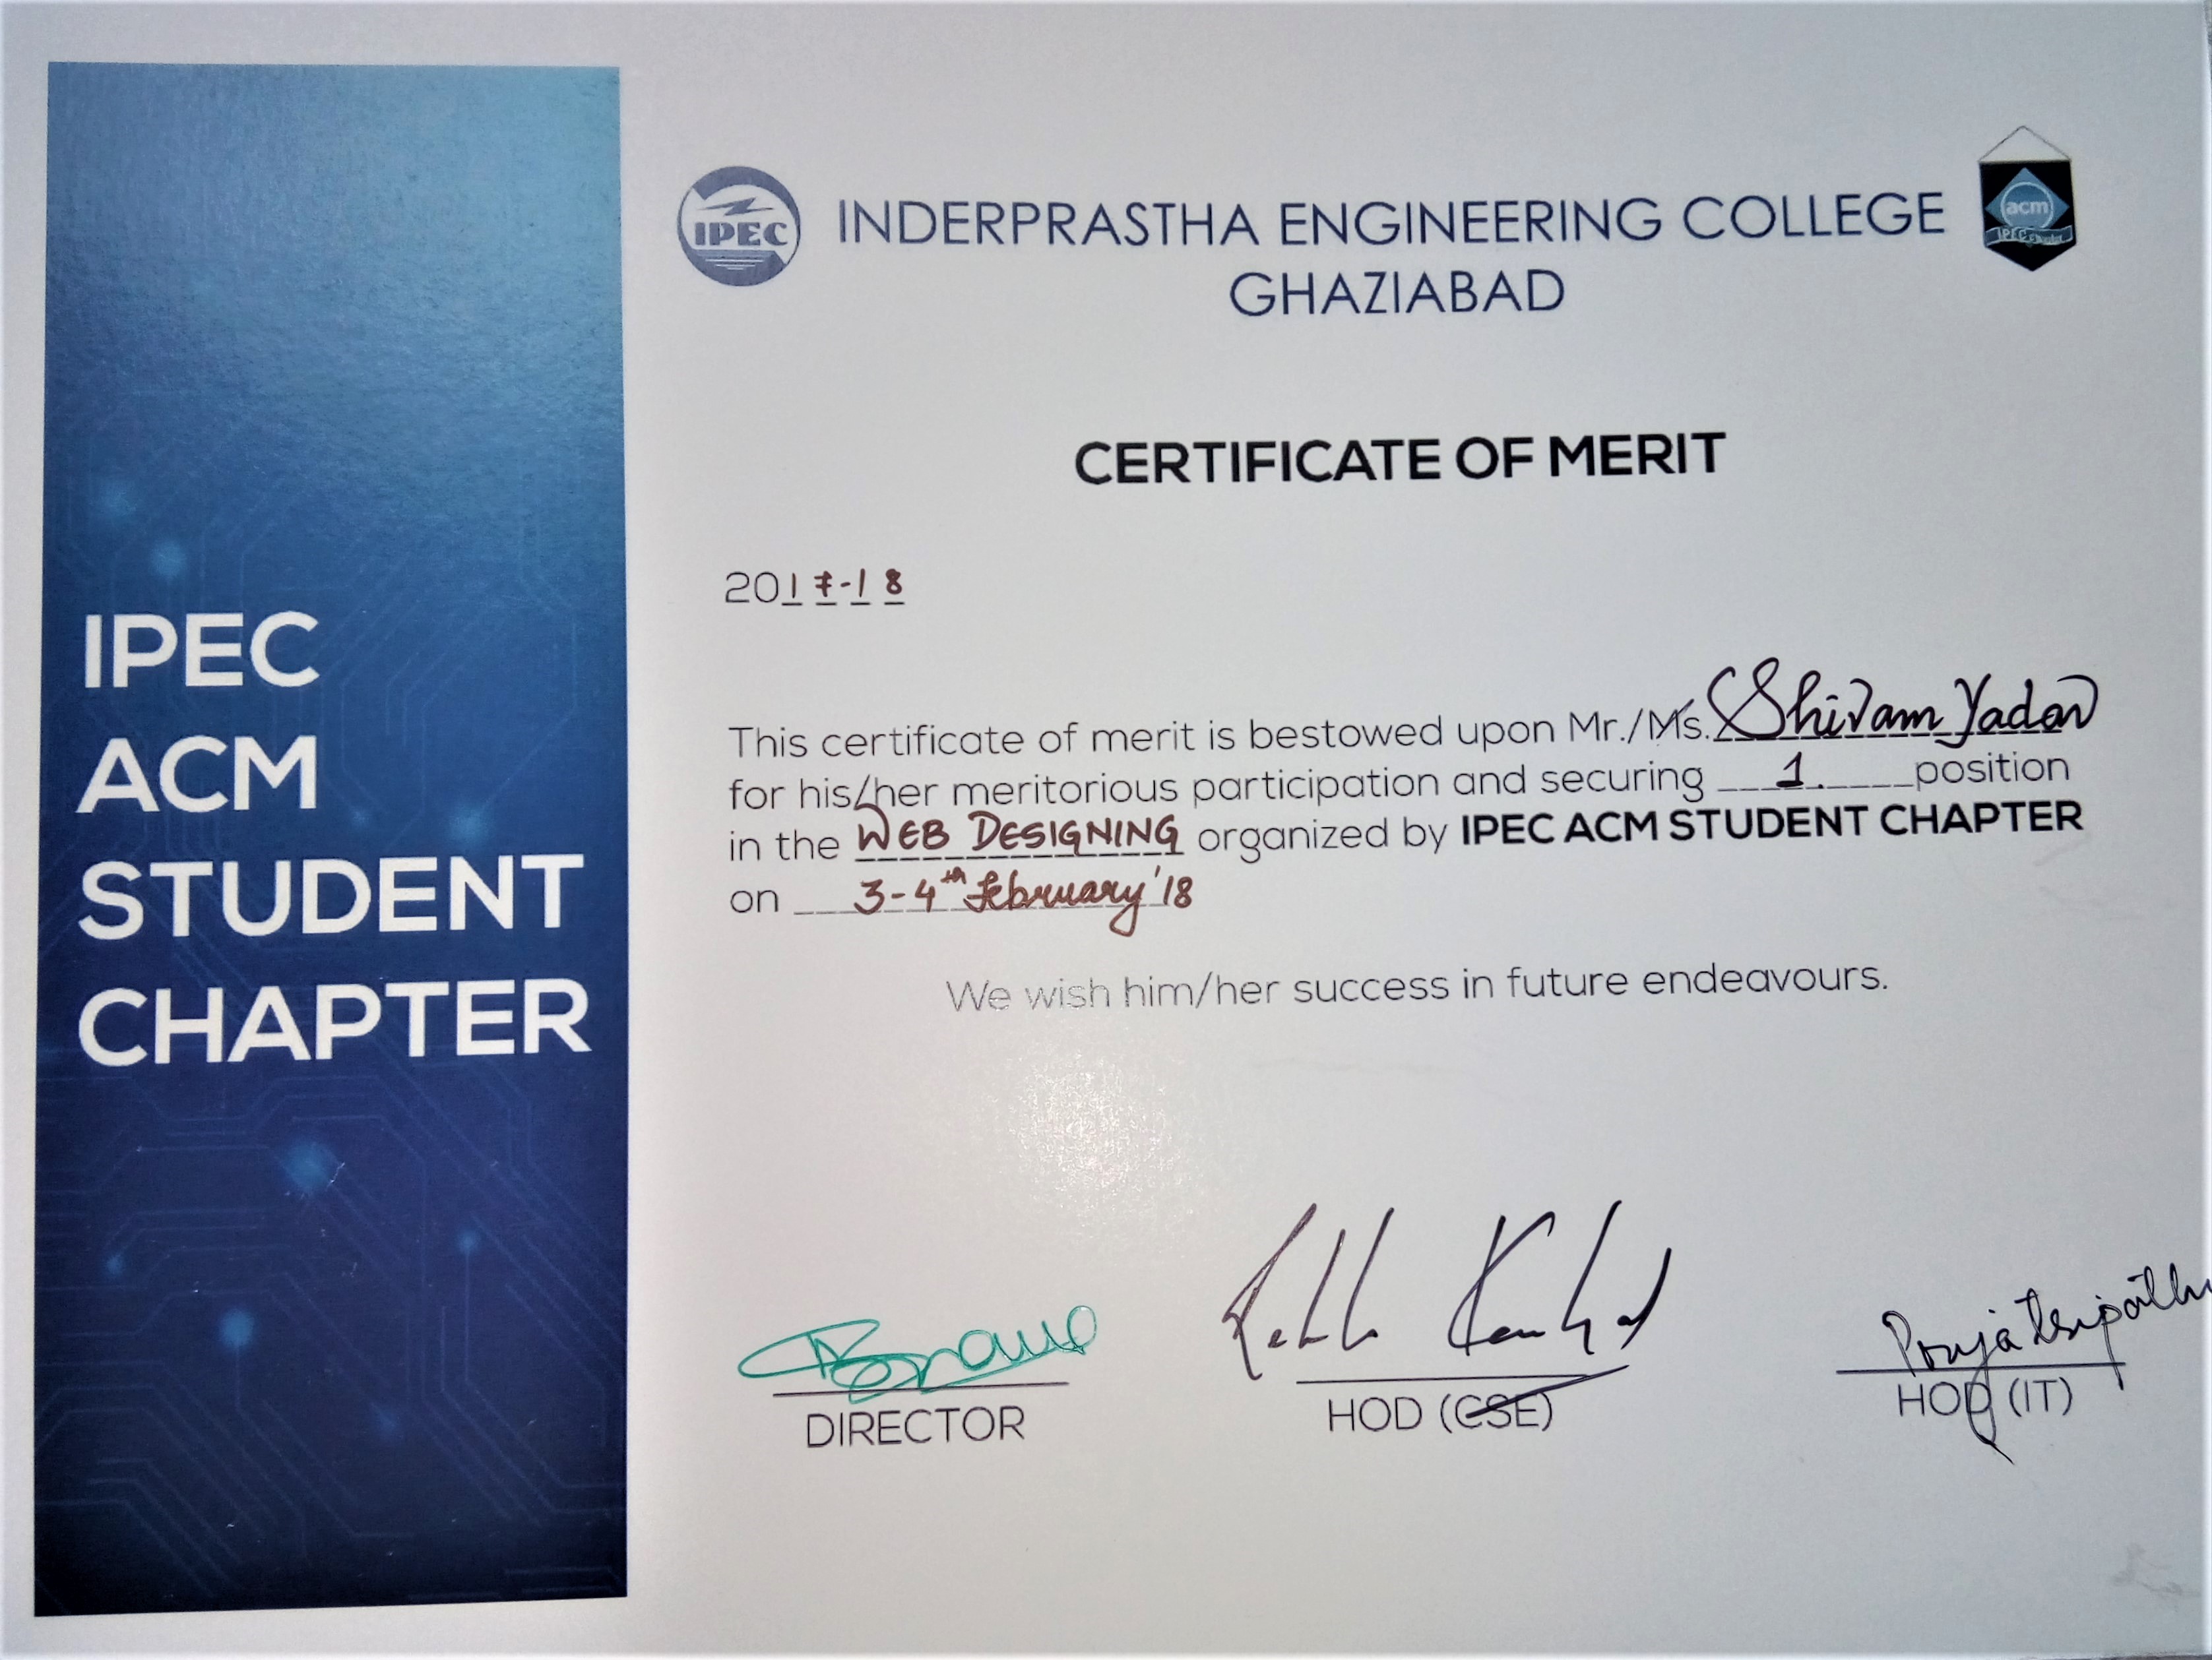 IPEC
ACM
STUDENT
CHAPTER
IPEC
INDERPRASTHA ENGINEERING COLLEGE
GHAZIABAD
acm
IPEC Chapter
CERTIFICATE OF MERIT
2017-18
This certificate of merit is bestowed upon Mr./Ms. Shivam Yadav
for his/her meritorious participation and securing 1. position
in the WEB DESIGNING organized by IPEC ACM STUDENT CHAPTER
on 3-4th February'18
We wish him/her success in future endeavours.
Pooja Tripathi
DIRECTOR
HOD (CSE)
HOD (IT)